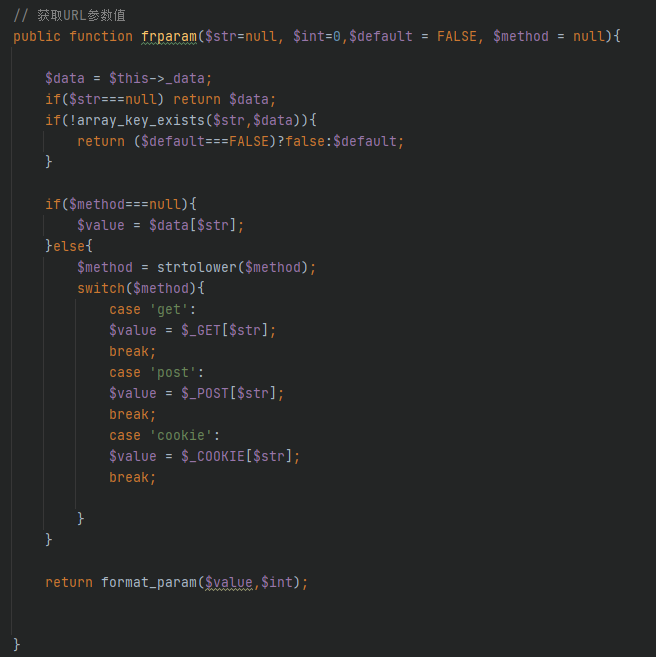 // 获取URL参数值
public function frparam($str=null, $int=0,$default = FALSE, $method = null){
$data = $this->_data;
if($str===null) return $data;
if(!array_key_exists($str,$data)){
return ($default===FALSE)?false:$default;
}
if($method===null){
$value = $data[$str];
}else{
$method = strtolower($method);
switch($method){
case 'get':
$value = $_GET[$str];
break;
case 'post':
$value = $_POST[$str];
break;
case 'cookie':
$value = $_COOKIE[$str];
break;
}
}
return format_param($value,$int);
}